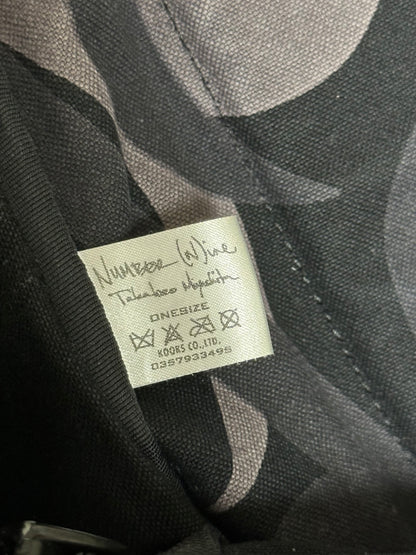 NUMBER (N)ine
Takahiro Miyashita
ONESIZE
KOOKS CO.,LTD.
0357933495